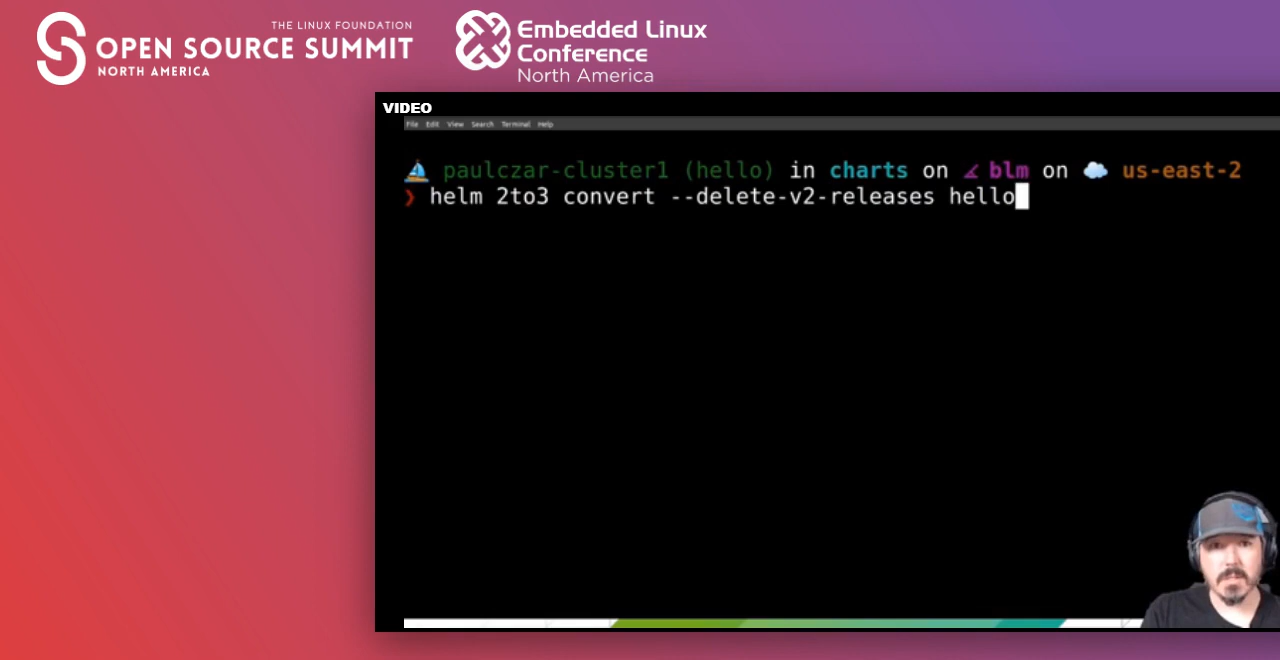 THE LINUX FOUNDATION
OPEN SOURCE SUMMIT
NORTH AMERICA
Embedded Linux
Conference
North America
VIDEO
File Edit View Search Terminal Help
paulczar-cluster1 (hello) in charts on blm on us-east-2
❯ helm 2to3 convert --delete-v2-releases hello